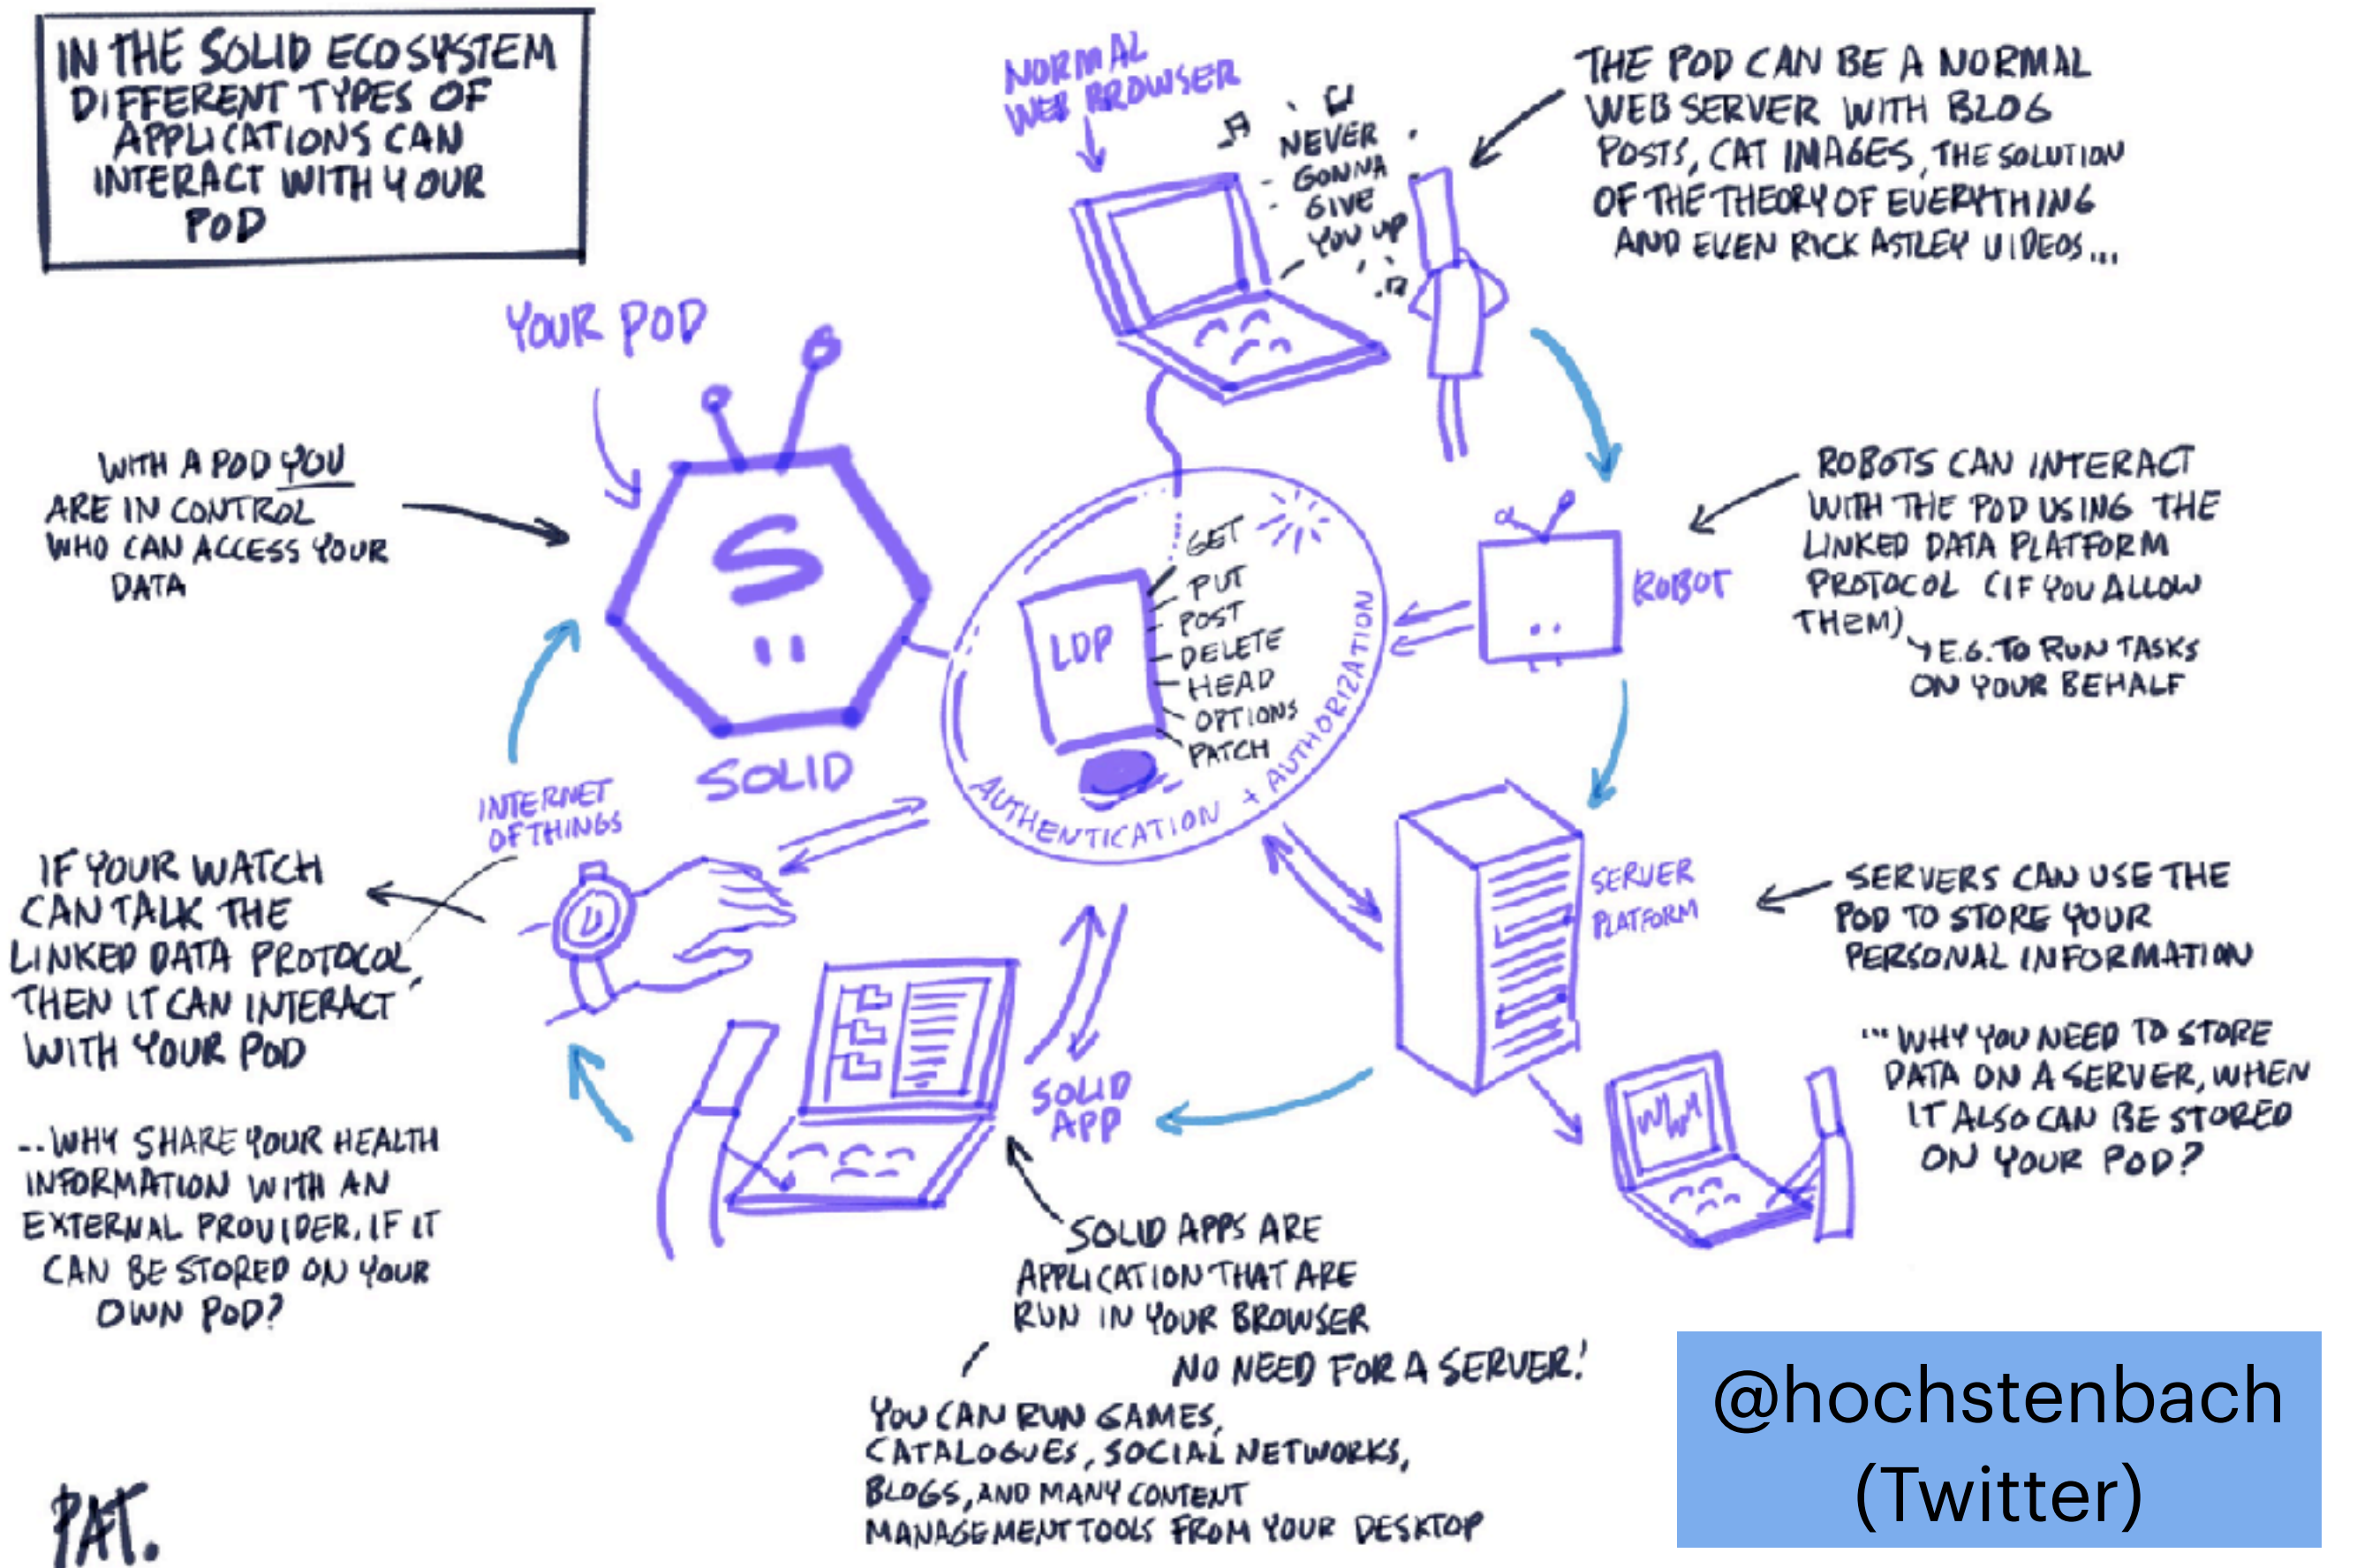 IN THE SOLID ECOSYSTEM
DIFFERENT TYPES OF
APPLICATIONS CAN
INTERACT WITH YOUR
POD
NORMAL
WEB BROWSER
NEVER
GONNA
GIVE
YOU UP
THE POD CAN BE A NORMAL
WEB SERVER WITH BLOG
POSTS, CAT IMAGES, THE SOLUTION
OF THE THEORY OF EVERYTHING
AND EVEN RICK ASTLEY VIDEOS...
YOUR POD
WITH A POD YOU
ARE IN CONTROL
WHO CAN ACCESS YOUR
DATA
S
SOLID
LDP
GET
PUT
POST
DELETE
HEAD
OPTIONS
PATCH
AUTHENTICATION + AUTHORIZATION
ROBOT
ROBOTS CAN INTERACT
WITH THE POD USING THE
LINKED DATA PLATFORM
PROTOCOL (IF YOU ALLOW
THEM)
E.G. TO RUN TASKS
ON YOUR BEHALF
INTERNET
OF THINGS
IF YOUR WATCH
CAN TALK THE
LINKED DATA PROTOCOL,
THEN IT CAN INTERACT
WITH YOUR POD
..WHY SHARE YOUR HEALTH
INFORMATION WITH AN
EXTERNAL PROVIDER, IF IT
CAN BE STORED ON YOUR
OWN POD?
SERVER
PLATFORM
SERVERS CAN USE THE
POD TO STORE YOUR
PERSONAL INFORMATION
...WHY YOU NEED TO STORE
DATA ON A SERVER, WHEN
IT ALSO CAN BE STORED
ON YOUR POD?
SOLID
APP
SOLID APPS ARE
APPLICATION THAT ARE
RUN IN YOUR BROWSER
NO NEED FOR A SERVER!
YOU CAN RUN GAMES,
CATALOGUES, SOCIAL NETWORKS,
BLOGS, AND MANY CONTENT
MANAGEMENT TOOLS FROM YOUR DESKTOP
PAT.
@hochstenbach
(Twitter)